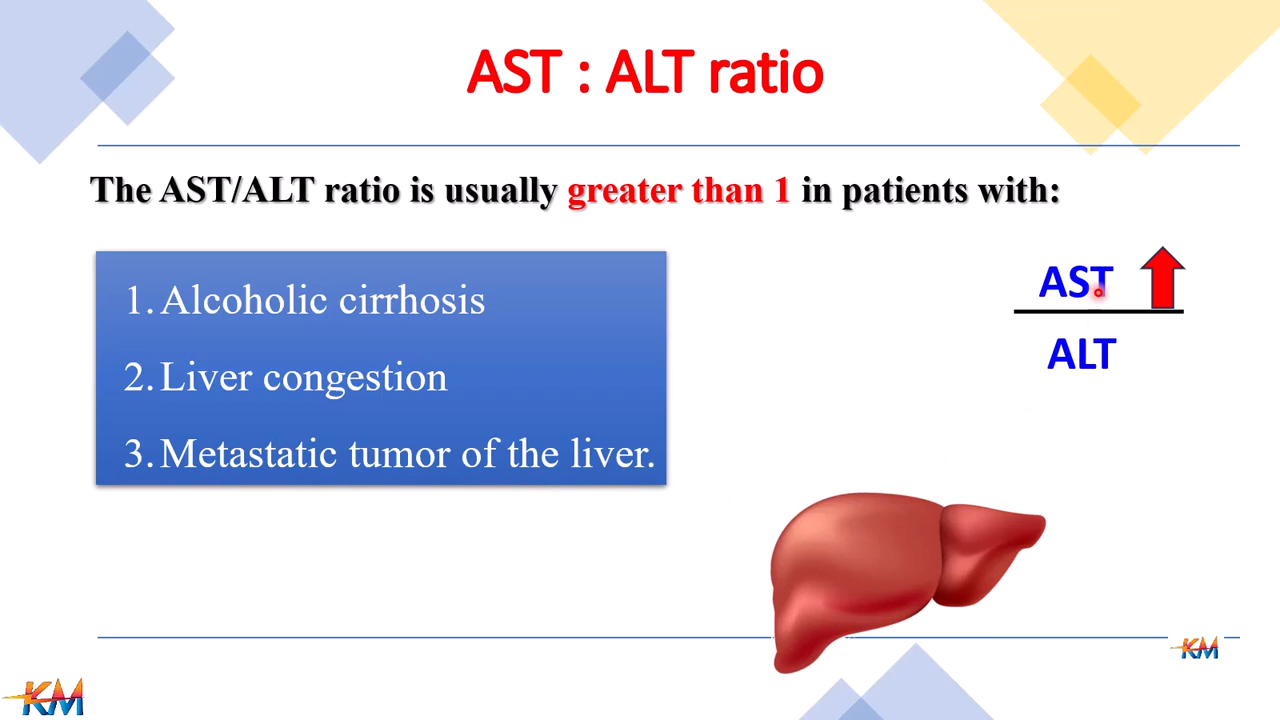 AST : ALT ratio
The AST/ALT ratio is usually greater than 1 in patients with:
1. Alcoholic cirrhosis
2. Liver congestion
3. Metastatic tumor of the liver.
AST
ALT
KM
KM